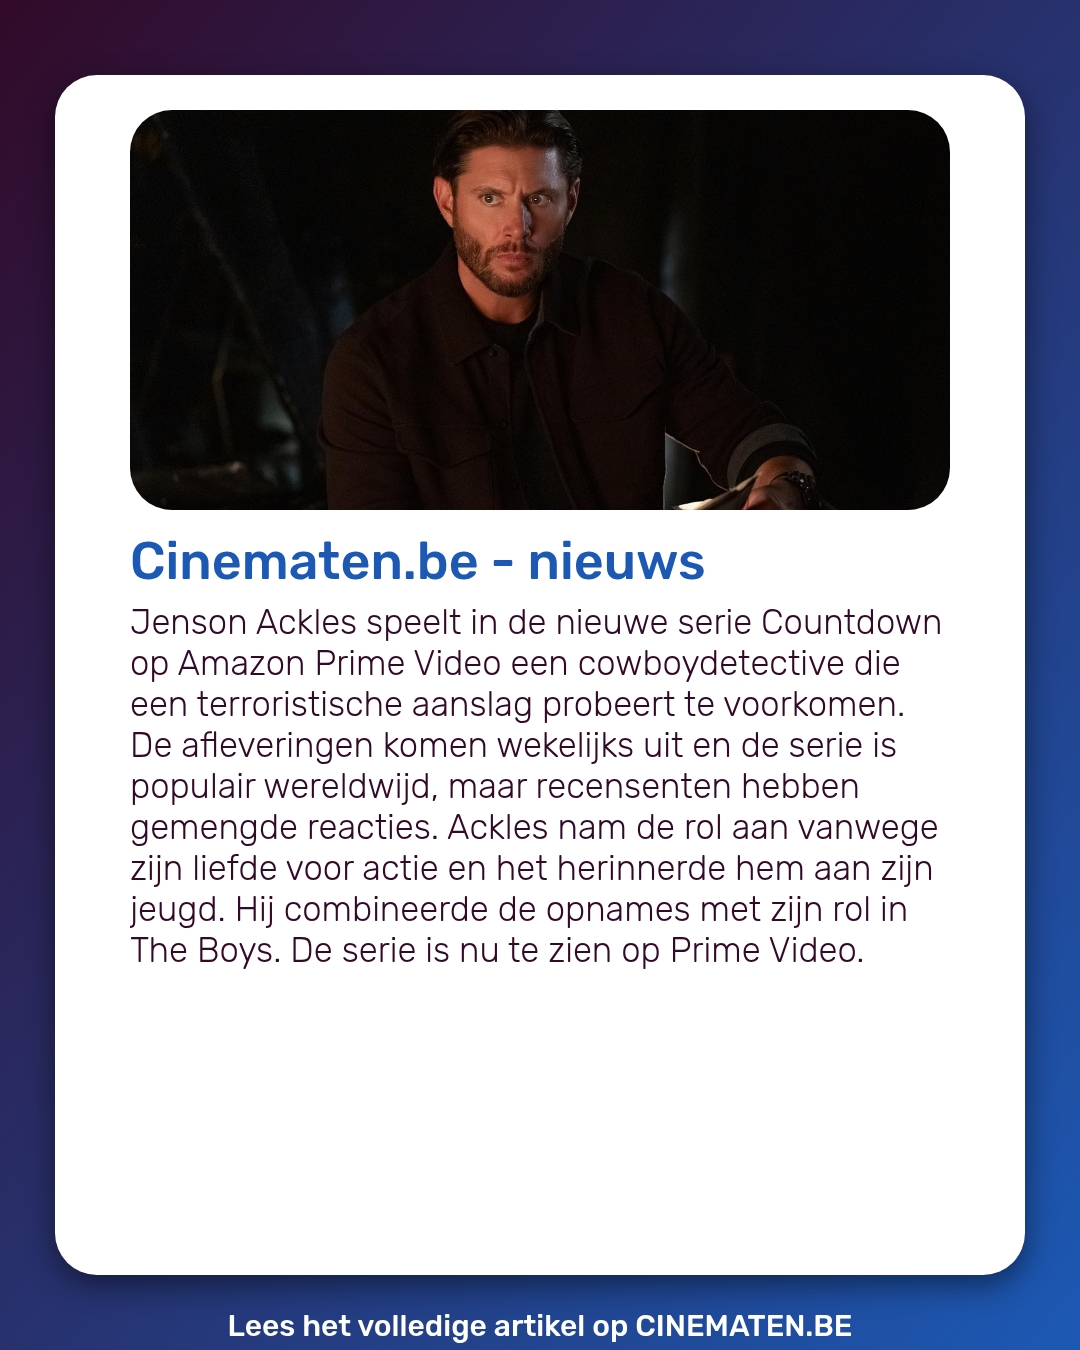 Cinematen.be - nieuws
Jenson Ackles speelt in de nieuwe serie Countdown
op Amazon Prime Video een cowboydetective die
een terroristische aanslag probeert te voorkomen.
De afleveringen komen wekelijks uit en de serie is
populair wereldwijd, maar recensenten hebben
gemengde reacties. Ackles nam de rol aan vanwege
zijn liefde voor actie en het herinnerde hem aan zijn
jeugd. Hij combineerde de opnames met zijn rol in
The Boys. De serie is nu te zien op Prime Video.
Lees het volledige artikel op CINEMATEN.BE